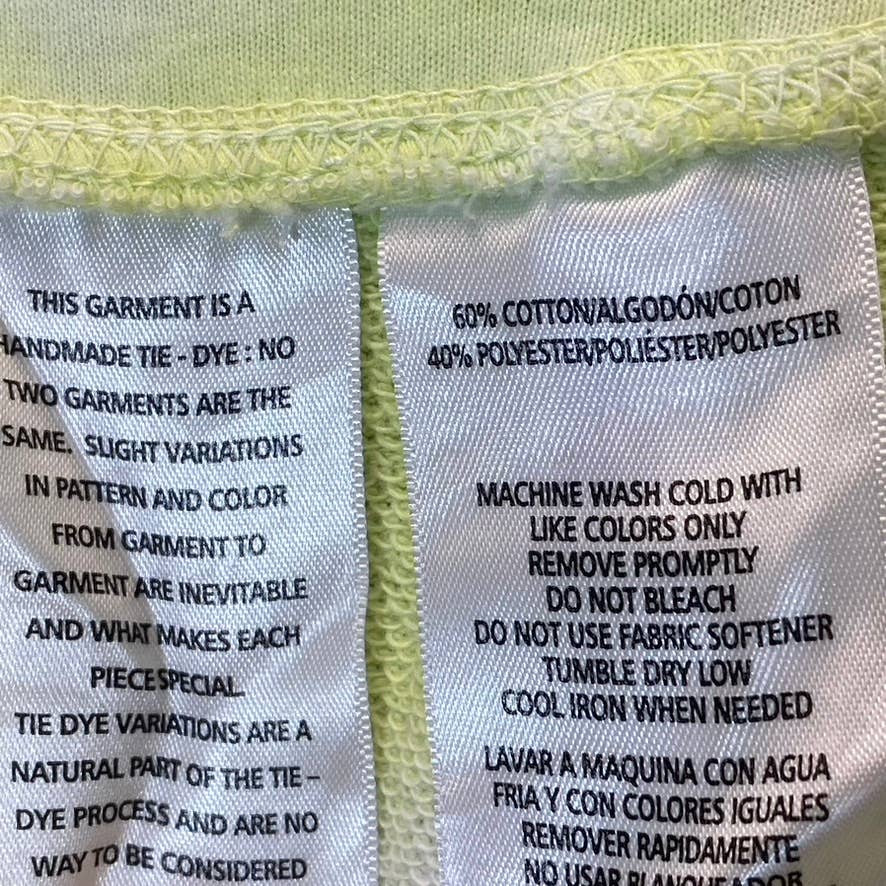 THIS GARMENT IS A
HANDMADE TIE - DYE : NO
TWO GARMENTS ARE THE
SAME. SLIGHT VARIATIONS
IN PATTERN AND COLOR
FROM GARMENT TO
GARMENT ARE INEVITABLE
AND WHAT MAKES EACH
PIECE SPECIAL
TIE DYE VARIATIONS ARE A
NATURAL PART OF THE TIE -
DYE PROCESS AND ARE NO
WAY TO BE CONSIDERED
60% COTTON/ALGODÓN/COTON
40% POLYESTER/POLIÉSTER/POLYESTER
MACHINE WASH COLD WITH
LIKE COLORS ONLY
REMOVE PROMPTLY
DO NOT BLEACH
DO NOT USE FABRIC SOFTENER
TUMBLE DRY LOW
COOL IRON WHEN NEEDED
LAVAR A MAQUINA CON AGUA
FRIA Y CON COLORES IGUALES
REMOVER RAPIDAMENTE
NO USAR BLANQUEADOR